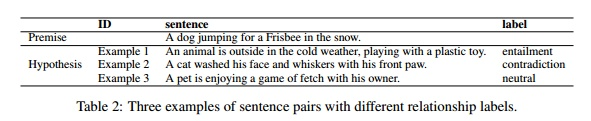 ID sentence label
Premise A dog jumping for a Frisbee in the snow.
Example 1 An animal is outside in the cold weather, playing with a plastic toy. entailment
Hypothesis Example 2 A cat washed his face and whiskers with his front paw. contradiction
Example 3 A pet is enjoying a game of fetch with his owner. neutral
Table 2: Three examples of sentence pairs with different relationship labels.